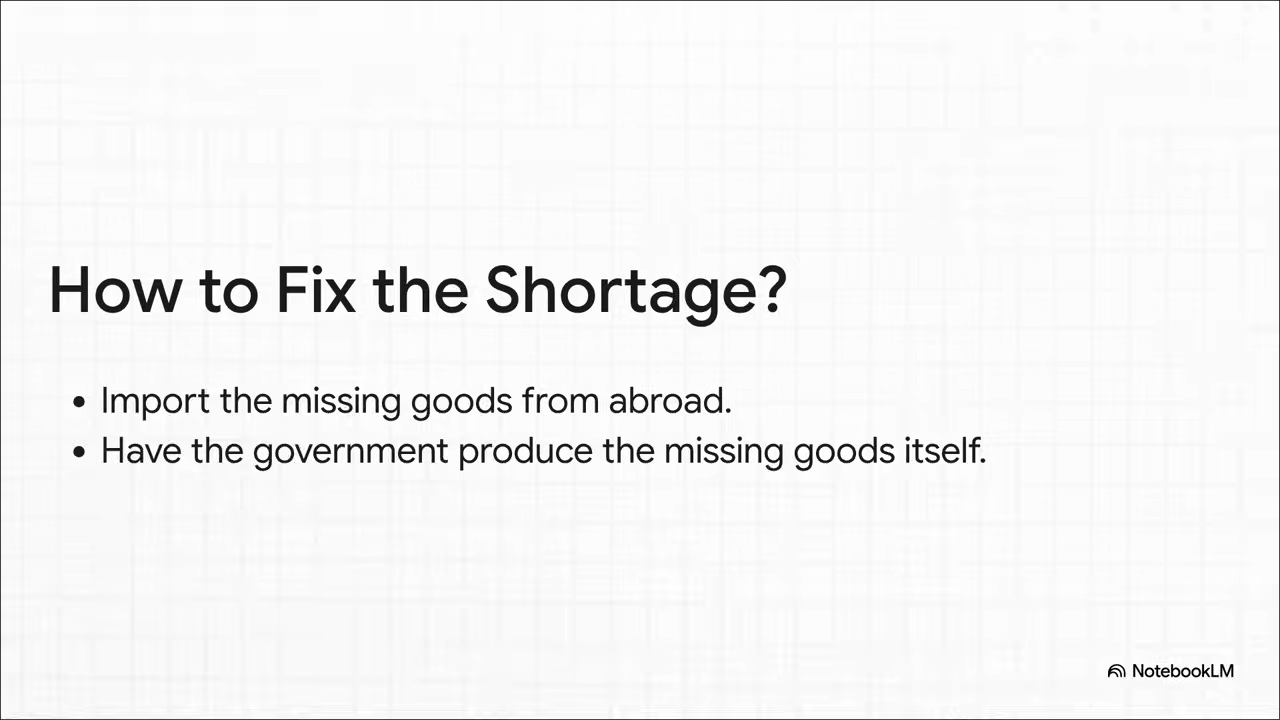 How to Fix the Shortage?
• Import the missing goods from abroad.
• Have the government produce the missing goods itself.
NotebookLM